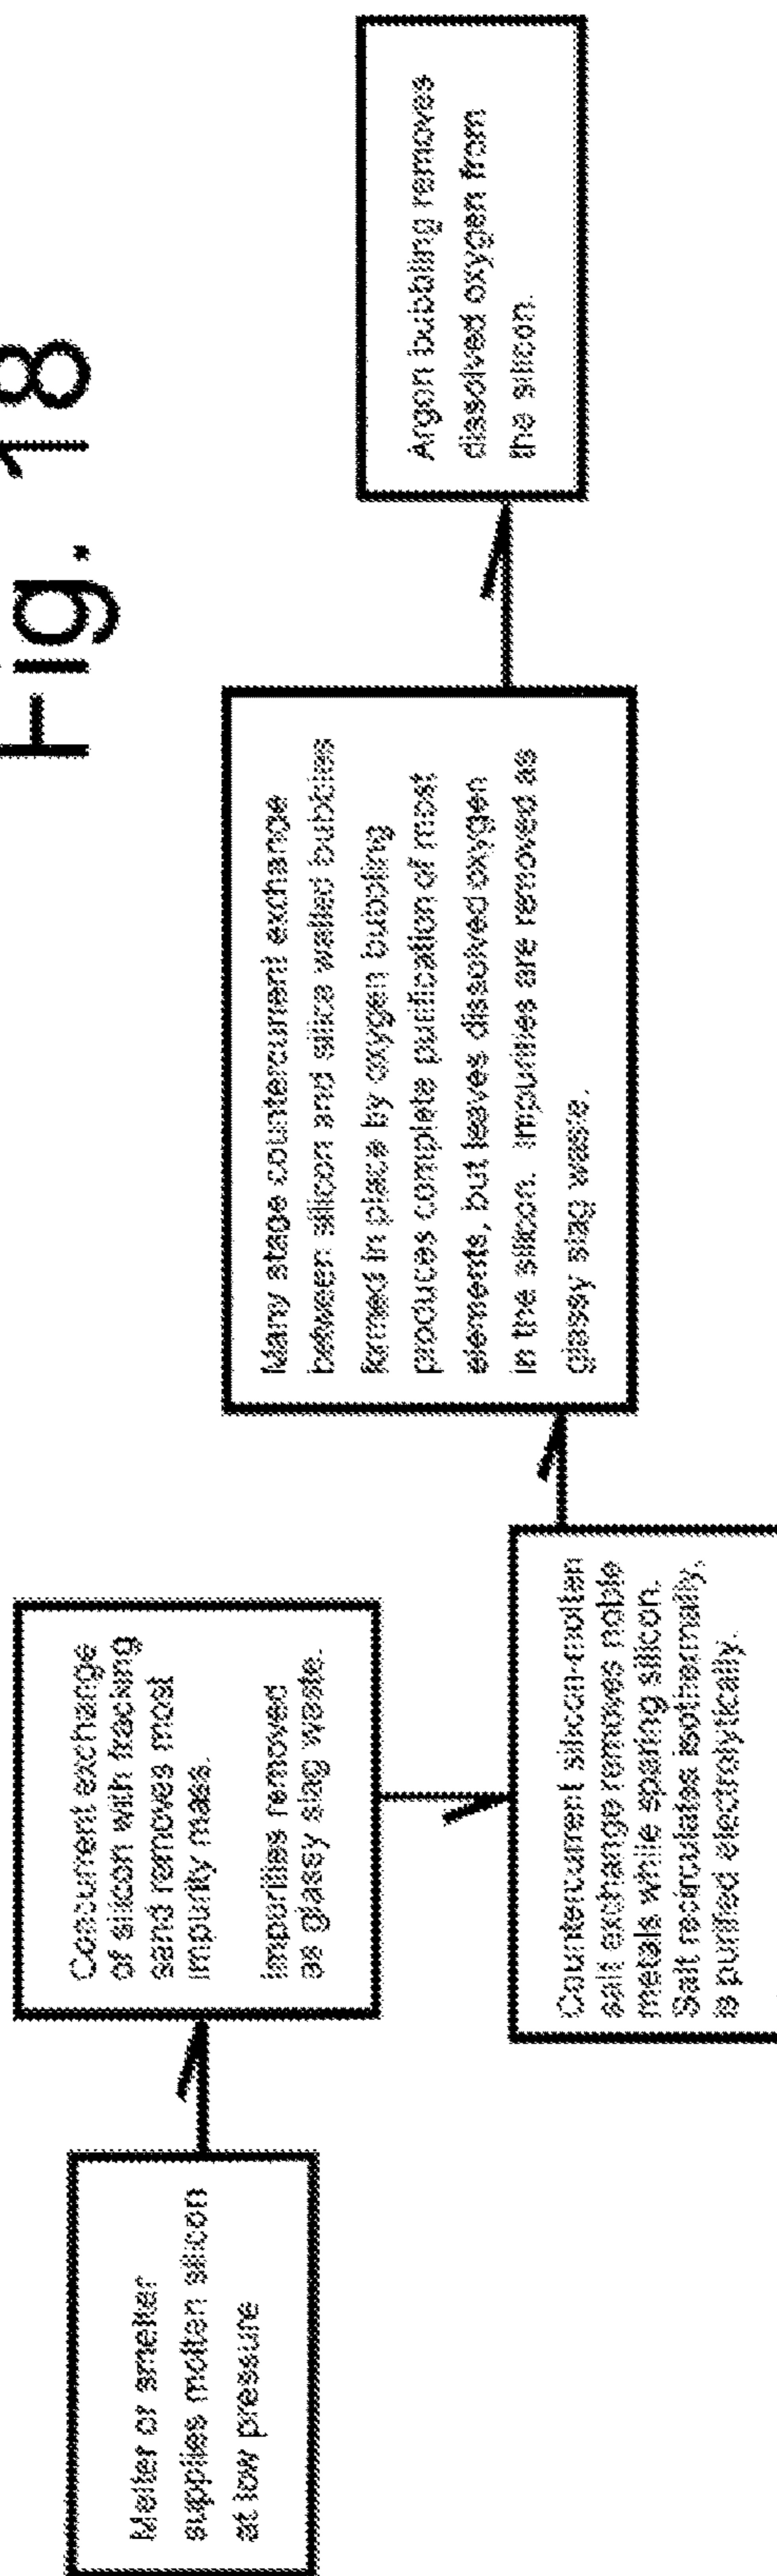 Fig. 18
Melter or smelter
supplies molten silicon
at low pressure
Concurrent exchange
of silicon with fracking
sand removes most
impurity mass.
Impurities removed
as glassy slag waste.
Countercurrent silicon-molten
salt exchange removes noble
metals while sparing silicon.
Salt recirculates isothermally,
is purified electrolytically.
Many stage countercurrent exchange
between silicon and silica walled bubbles
formed in place by oxygen bubbling
produces complete purification of most
elements, but leaves dissolved oxygen
in the silicon. Impurities are removed as
glassy slag waste.
Argon bubbling removes
dissolved oxygen from
the silicon.